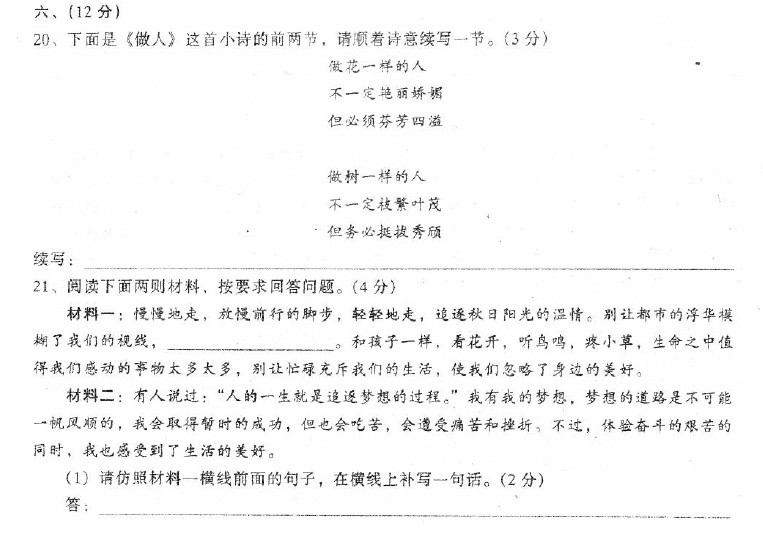 六、(12分)
20、下面是《做人》这首小诗的前两节，请顺着诗意续写一节。(3分)
做花一样的人
不一定艳丽娇媚
但必须芬芳四溢
做树一样的人
不一定枝繁叶茂
但务必挺拔秀颀
续写：
21、阅读下面两则材料，按要求回答问题。(4分)
材料一：慢慢地走，放慢前行的脚步，轻轻地走，追逐秋日阳光的温情。别让都市的浮华模
糊了我们的视线，。和孩子一样，看花开，听鸟鸣，疼小草，生命之中值
得我们感动的事物太多太多，别让忙碌充斥我们的生活，使我们忽略了身边的美好。
材料二：有人说过：“人的一生就是追逐梦想的过程。”我有我的梦想，梦想的道路是不可能
一帆风顺的，我会取得暂时的成功，但也会吃苦，会遭受痛苦和挫折。不过，体验奋斗的艰苦的
同时，我也感受到了生活的美好。
(1)请仿照材料一横线前面的句子，在横线上补写一句话。(2分)
答：